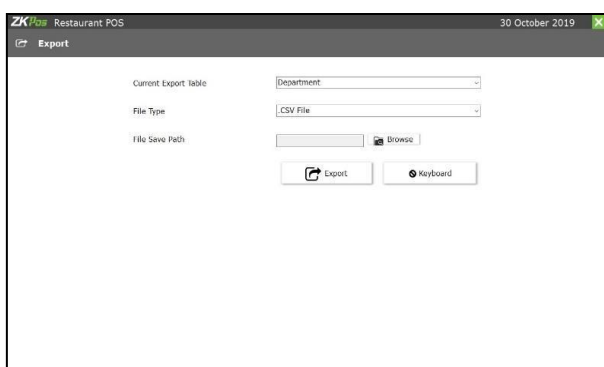 ZKPos Restaurant POS 30 October 2019
Export
Current Export Table Department
File Type .CSV File
File Save Path Browse
Export Keyboard